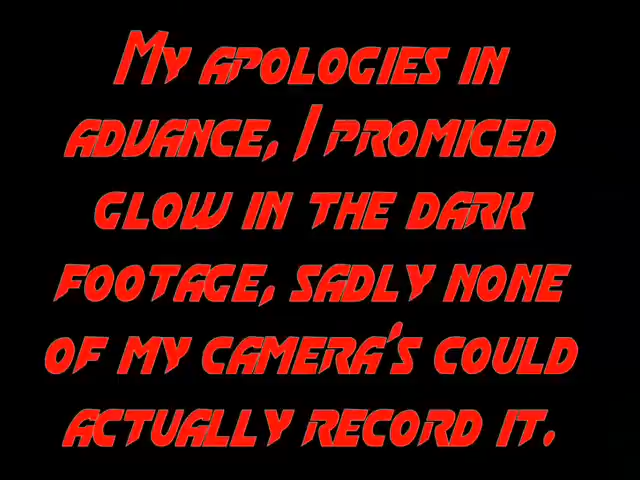 My apologies in
advance, I promiced
glow in the dark
footage, sadly none
of my camera's could
actually record it.